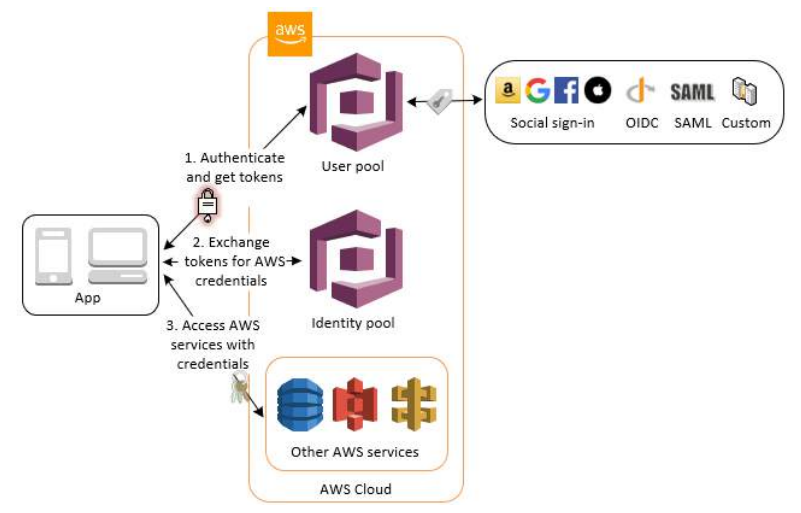 aws
a
G
f
SAML
Social sign-in
OIDC
SAML
Custom
1. Authenticate
and get tokens
User pool
2. Exchange
tokens for AWS
credentials
App
Identity pool
3. Access AWS
services with
credentials
Other AWS services
AWS Cloud